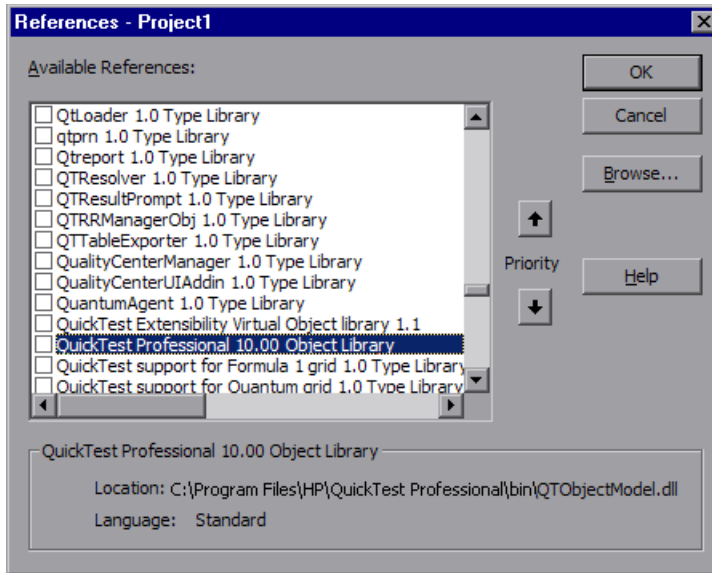 References - Project1
Available References:
QtLoader 1.0 Type Library
qtprn 1.0 Type Library
Qtreport 1.0 Type Library
QTResolver 1.0 Type Library
QTResultPrompt 1.0 Type Library
QTRRManagerObj 1.0 Type Library
QTTableExporter 1.0 Type Library
QualityCenterManager 1.0 Type Library
QualityCenterUIAddin 1.0 Type Library
QuantumAgent 1.0 Type Library
QuickTest Extensibility Virtual Object library 1.1
QuickTest Professional 10.00 Object Library
QuickTest support for Formula 1 grid 1.0 Type Library
QuickTest support for Quantum grid 1.0 Type Library
Priority
OK
Cancel
Browse...
Help
QuickTest Professional 10.00 Object Library
Location: C:\Program Files\HP\QuickTest Professional\bin\QTObjectModel.dll
Language: Standard